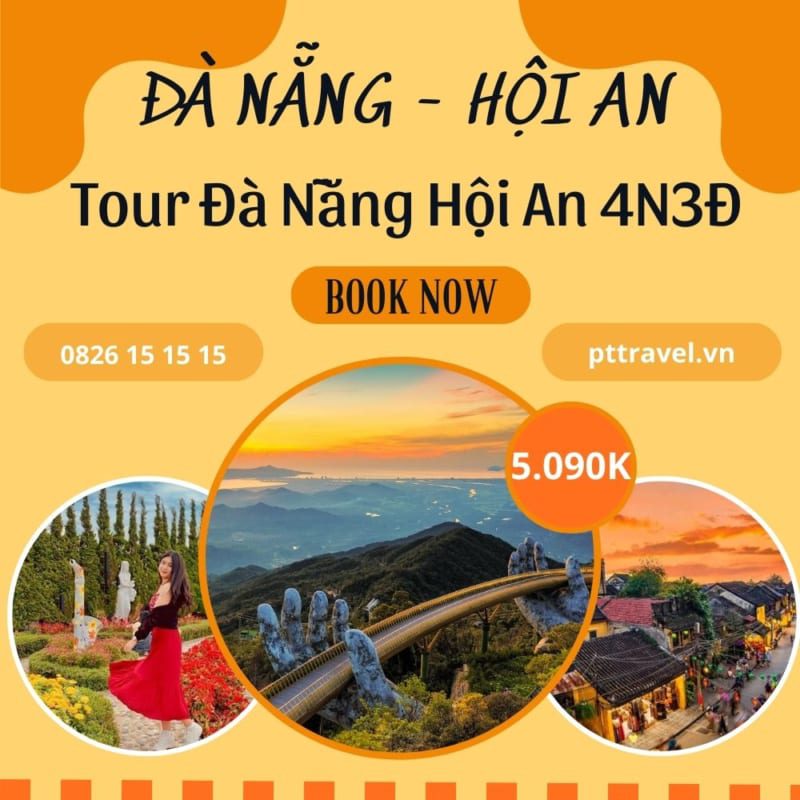 ĐÀ NẴNG - HỘI AN
Tour Đà Nẵng Hội An 4N3Đ
BOOK NOW
0826 15 15 15
pttravel.vn
5.090K